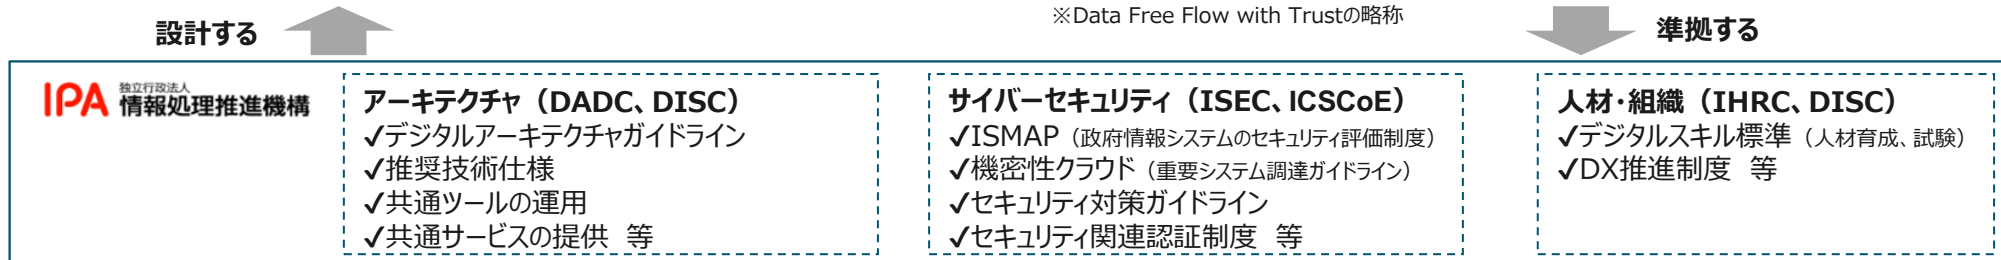 設計する
※Data Free Flow with Trustの略称
準拠する
IPA 独立行政法人
情報処理推進機構
アーキテクチャ（DADC、DISC）
✓デジタルアーキテクチャガイドライン
✓推奨技術仕様
✓共通ツールの運用
✓共通サービスの提供 等
サイバーセキュリティ（ISEC、ICSCoE）
✓ISMAP（政府情報システムのセキュリティ評価制度）
✓機密性クラウド（重要システム調達ガイドライン）
✓セキュリティ対策ガイドライン
✓セキュリティ関連認証制度 等
人材・組織（IHRC、DISC）
✓デジタルスキル標準（人材育成、試験）
✓DX推進制度 等